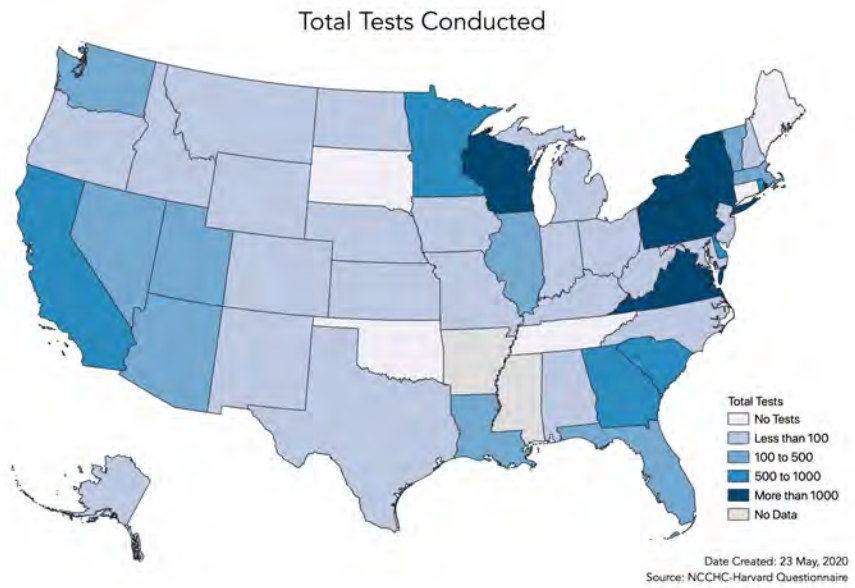 Total Tests Conducted
Total Tests
No Tests
Less than 100
100 to 500
500 to 1000
More than 1000
No Data
Date Created: 23 May, 2020
Source: NCCHC-Harvard Questionnaire